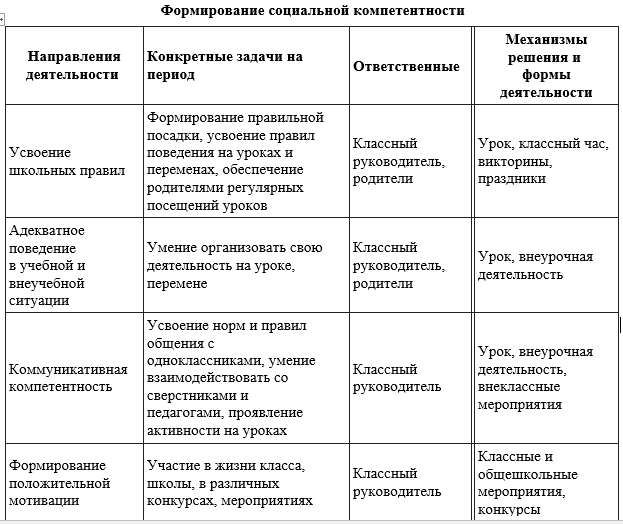 Формирование социальной компетентности
Направления
деятельности
Конкретные задачи на
период
Ответственные
Механизмы
решения и
формы
деятельности
Усвоение
школьных правил
Формирование правильной
посадки, усвоение правил
поведения на уроках и
переменах, обеспечение
родителями регулярных
посещений уроков
Классный
руководитель,
родители
Урок, классный час,
викторины,
праздники
Адекватное
поведение
в учебной и
внеучебной
ситуации
Умение организовать свою
деятельность на уроке,
перемене
Классный
руководитель,
родители
Урок, внеурочная
деятельность
Коммуникативная
компетентность
Усвоение норм и правил
общения с
одноклассниками, умение
взаимодействовать со
сверстниками и
педагогами, проявление
активности на уроках
Классный
руководитель
Урок, внеурочная
деятельность,
внеклассные
мероприятия
Формирование
положительной
мотивации
Участие в жизни класса,
школы, в различных
конкурсах, мероприятиях
Классный
руководитель
Классные и
общешкольные
мероприятия,
конкурсы